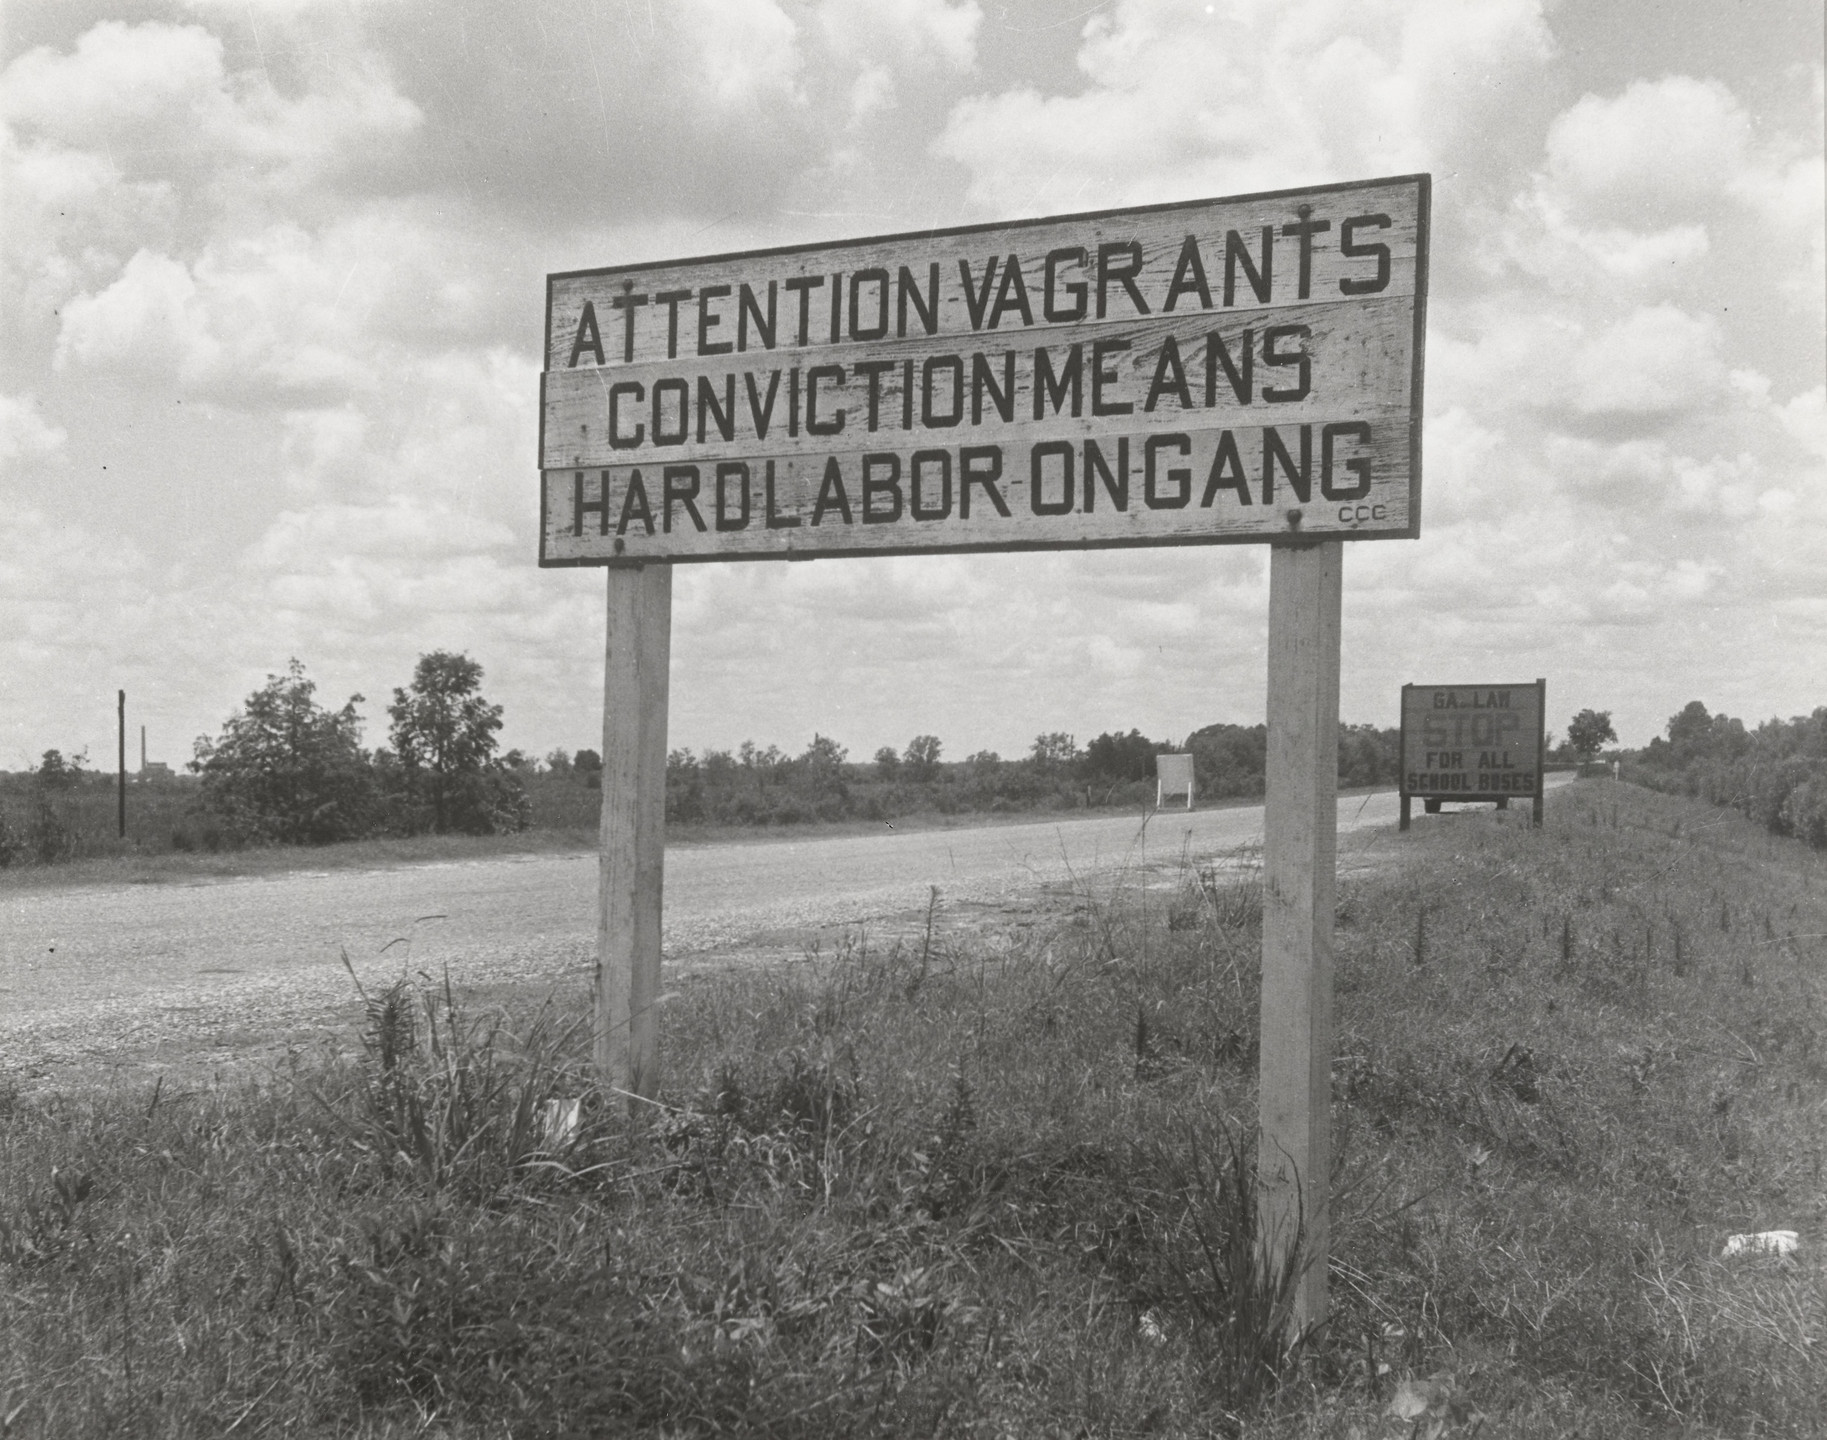 ATTENTION-VAGRANTS
CONVICTION-MEANS
HARD-LABOR-ON-GANG
CCC
GA. LAW
STOP
FOR ALL
SCHOOL BUSES